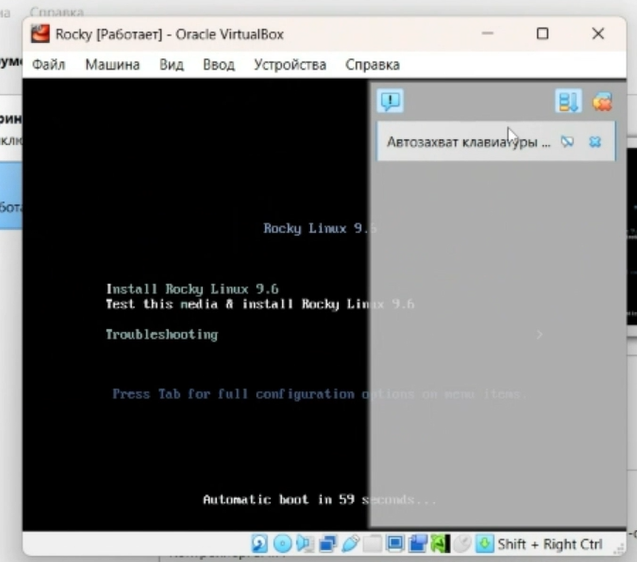 на Справка
Rocky [Работает] - Oracle VirtualBox
Файл Машина Вид Ввод Устройства Справка
Автозахват клавиатуры ...
Rocky Linux 9.6
Install Rocky Linux 9.6
Test this media & install Rocky Linux 9.6
Troubleshooting
Press Tab for full configuration options on menu items.
Automatic boot in 59 seconds...
Shift + Right Ctrl